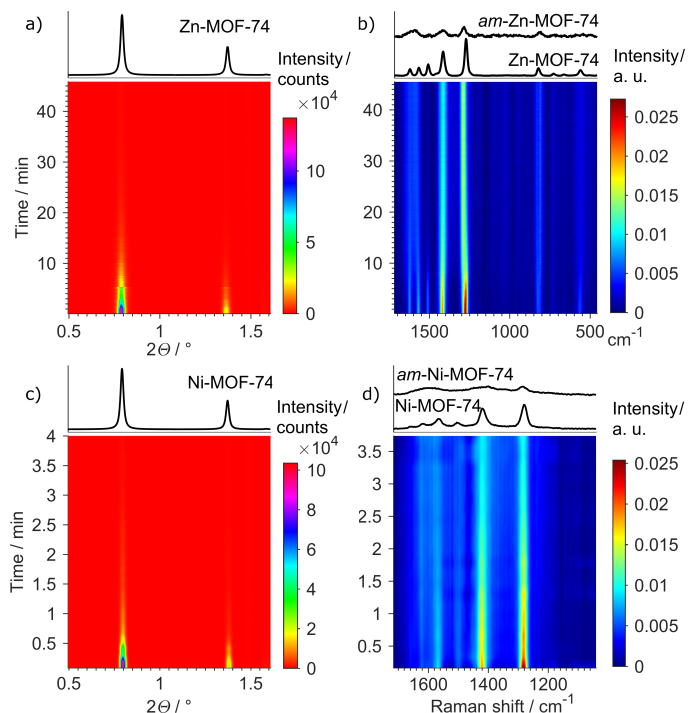 a)
Zn-MOF-74
Intensity/
counts
×10⁴
10
5
0
Time / min
40
30
20
10
0.5
1
1.5
2Θ / °
b)
am-Zn-MOF-74
Zn-MOF-74
Intensity/
a. u.
0.025
0.02
0.015
0.01
0.005
0
40
30
20
10
1500
1000
500
cm⁻¹
c)
Ni-MOF-74
Intensity/
counts
×10⁴
10
8
6
4
2
0
Time / min
4
3.5
3
2.5
2
1.5
1
0.5
0.5
1
1.5
2Θ / °
d)
am-Ni-MOF-74
Ni-MOF-74
Intensity/
a. u.
0.025
0.02
0.015
0.01
0.005
0
3.5
3
2.5
2
1.5
1
0.5
1600
1400
1200
Raman shift / cm⁻¹